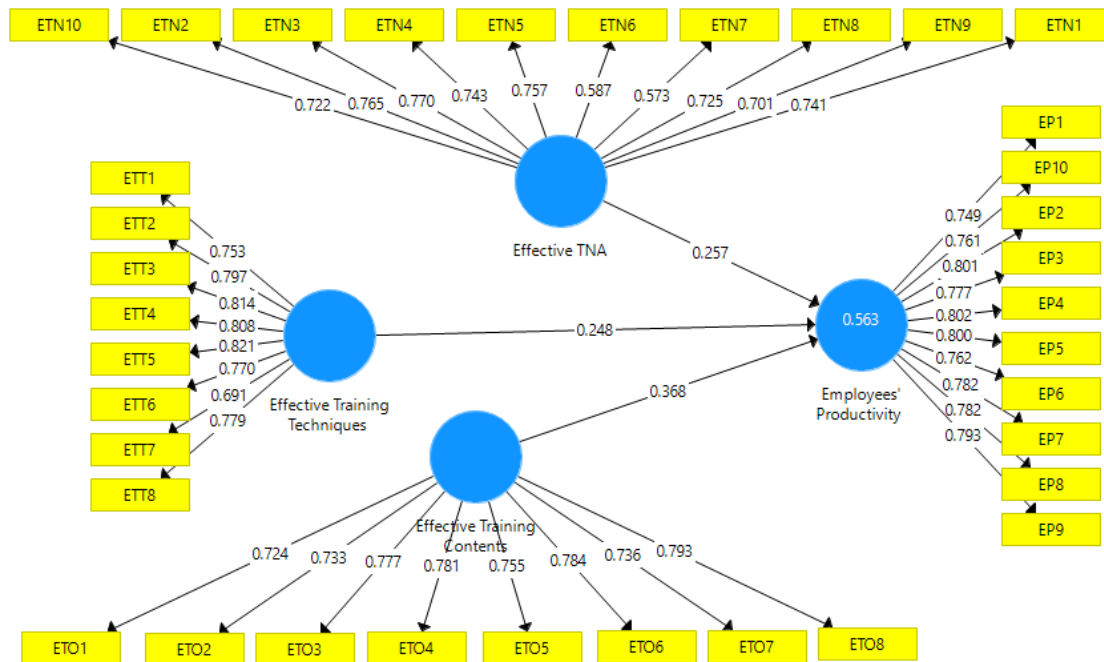 ETN10 ETN2 ETN3 ETN4 ETN5 ETN6 ETN7 ETN8 ETN9 ETN1
0.722 0.765 0.770 0.743 0.757 0.587 0.573 0.725 0.701 0.741
Effective TNA
ETT1
ETT2
ETT3
ETT4
ETT5
ETT6
ETT7
ETT8
0.753
0.797
0.814
0.808
0.821
0.770
0.691
0.779
Effective Training
Techniques
0.257
0.248
0.368
0.563
Employees'
Productivity
EP1
EP10
EP2
EP3
EP4
EP5
EP6
EP7
EP8
EP9
0.749
0.761
0.801
0.777
0.802
0.800
0.762
0.782
0.782
0.793
Effective Training
Contents
0.724 0.733 0.777 0.781 0.755 0.784 0.736 0.793
ETO1 ETO2 ETO3 ETO4 ETO5 ETO6 ETO7 ETO8